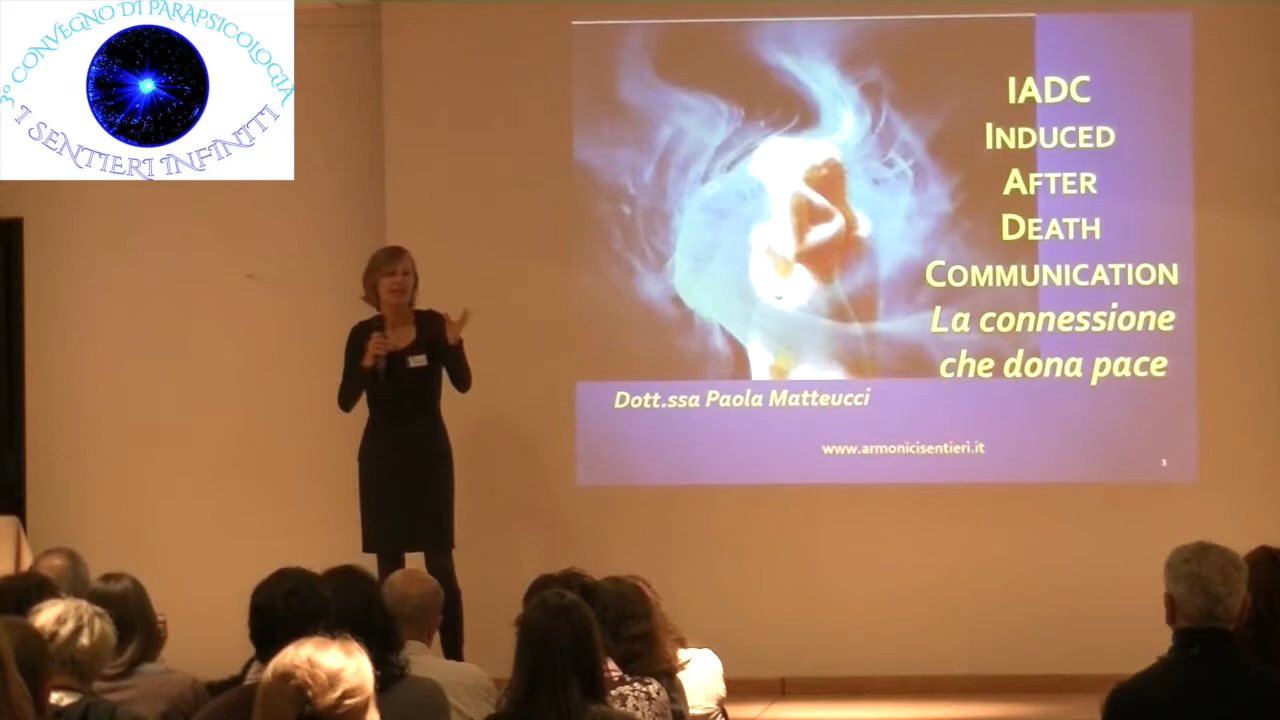 3° CONVEGNO DI PARAPSICOLOGIA
I SENTIERI INFINITI
IADC
INDUCED
AFTER
DEATH
COMMUNICATION
La connessione
che dona pace
Dott.ssa Paola Matteucci
www.armonicisentieri.it
3